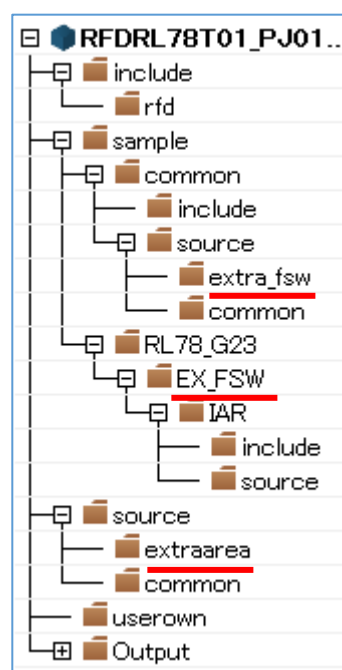 RFDRL78T01_PJ01...
include
rfd
sample
common
include
source
extra_fsw
common
RL78_G23
EX_FSW
IAR
include
source
source
extraarea
common
userown
Output